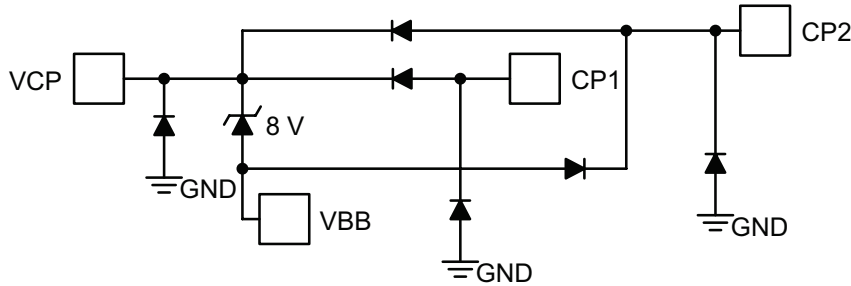 CP2
VCP
CP1
8 V
GND
VBB
GND
GND